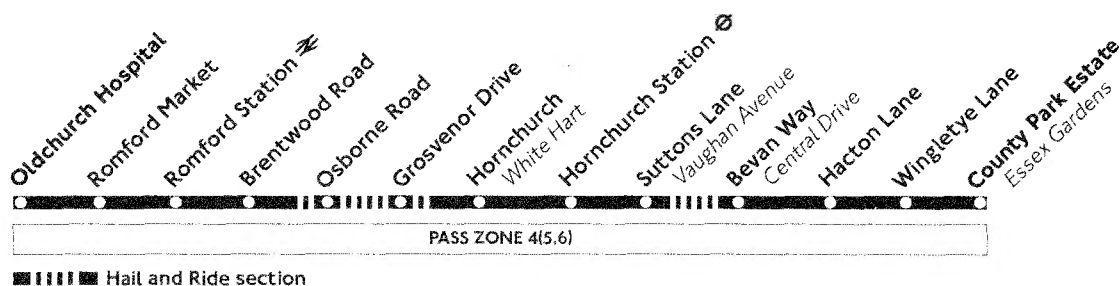 Oldchurch Hospital
Romford Market
Romford Station
Brentwood Road
Osborne Road
Grosvenor Drive
Hornchurch
White Hart
Hornchurch Station
Suttons Lane
Vaughan Avenue
Bevan Way
Central Drive
Hacton Lane
Wingletye Lane
County Park Estate
Essex Gardens
PASS ZONE 4(5,6)
Hail and Ride section